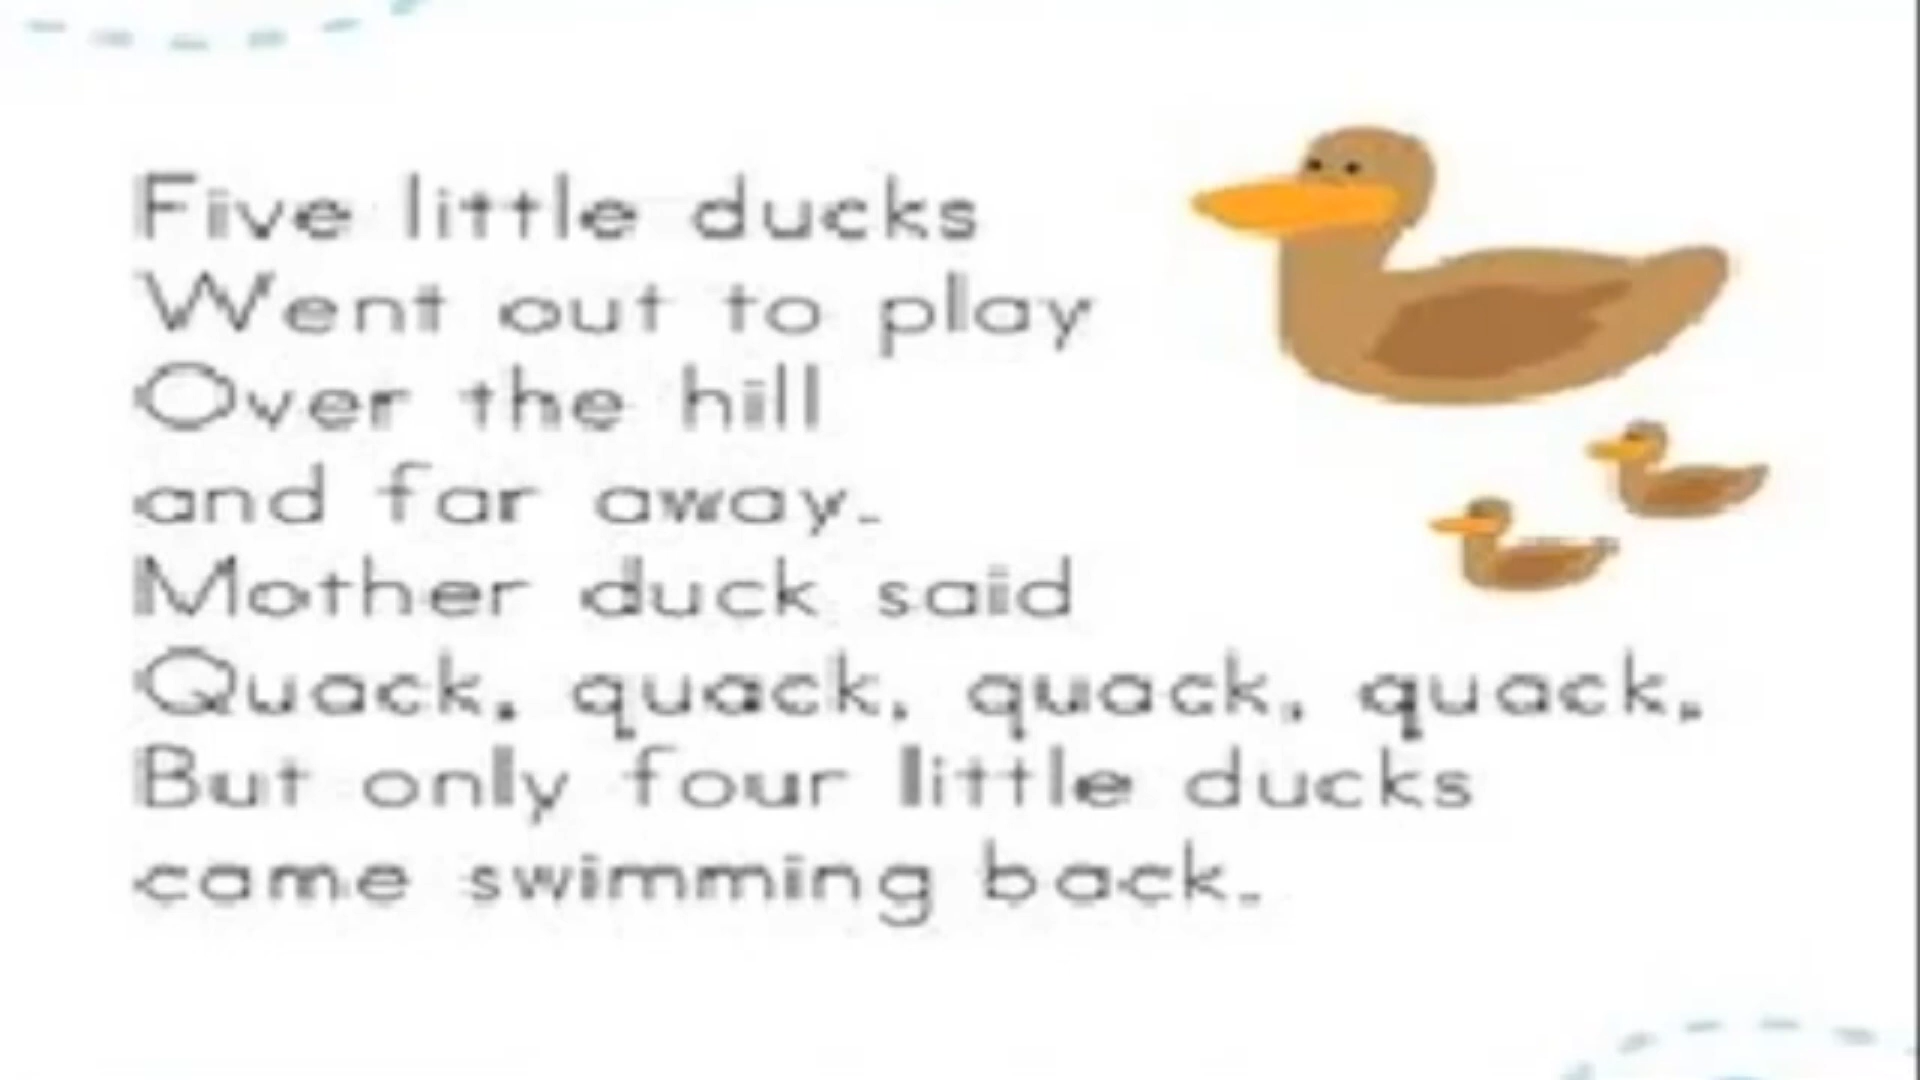 Five little ducks
Went out to play
Over the hill
and far away.
Mother duck said
Quack, quack, quack, quack,
But only four little ducks
came swimming back.